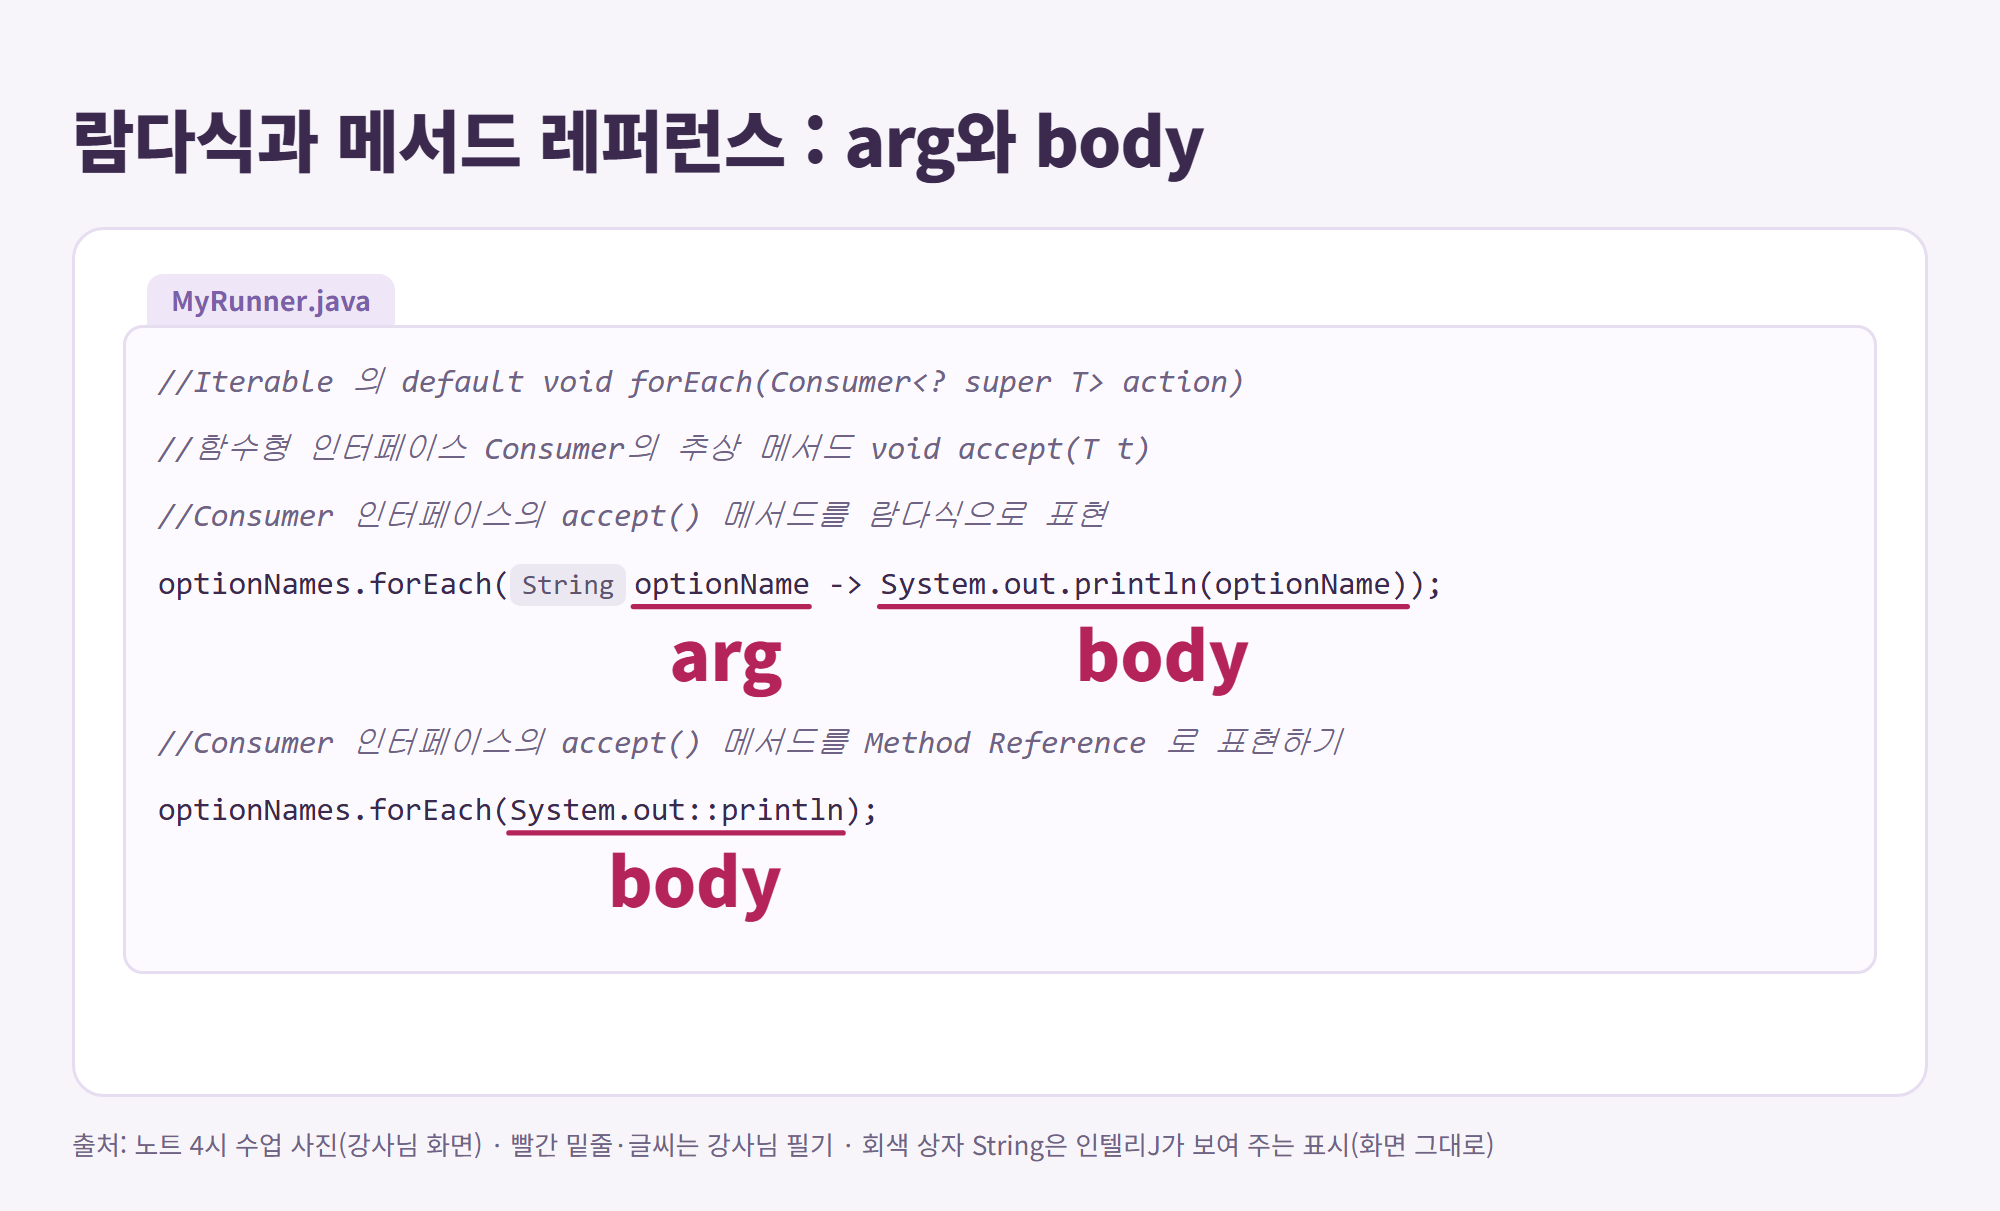 람다식과 메서드 레퍼런스 : arg와 body
MyRunner.java
//Iterable 의 default void forEach(Consumer<? super T> action)
//함수형 인터페이스 Consumer의 추상 메서드 void accept(T t)
//Consumer 인터페이스의 accept() 메서드를 람다식으로 표현
optionNames.forEach( String optionName -> System.out.println(optionName));
arg body
//Consumer 인터페이스의 accept() 메서드를 Method Reference 로 표현하기
optionNames.forEach(System.out::println);
body
출처: 노트 4시 수업 사진(강사님 화면) · 빨간 밑줄·글씨는 강사님 필기 · 회색 상자 String은 인텔리J가 보여 주는 표시(화면 그대로)